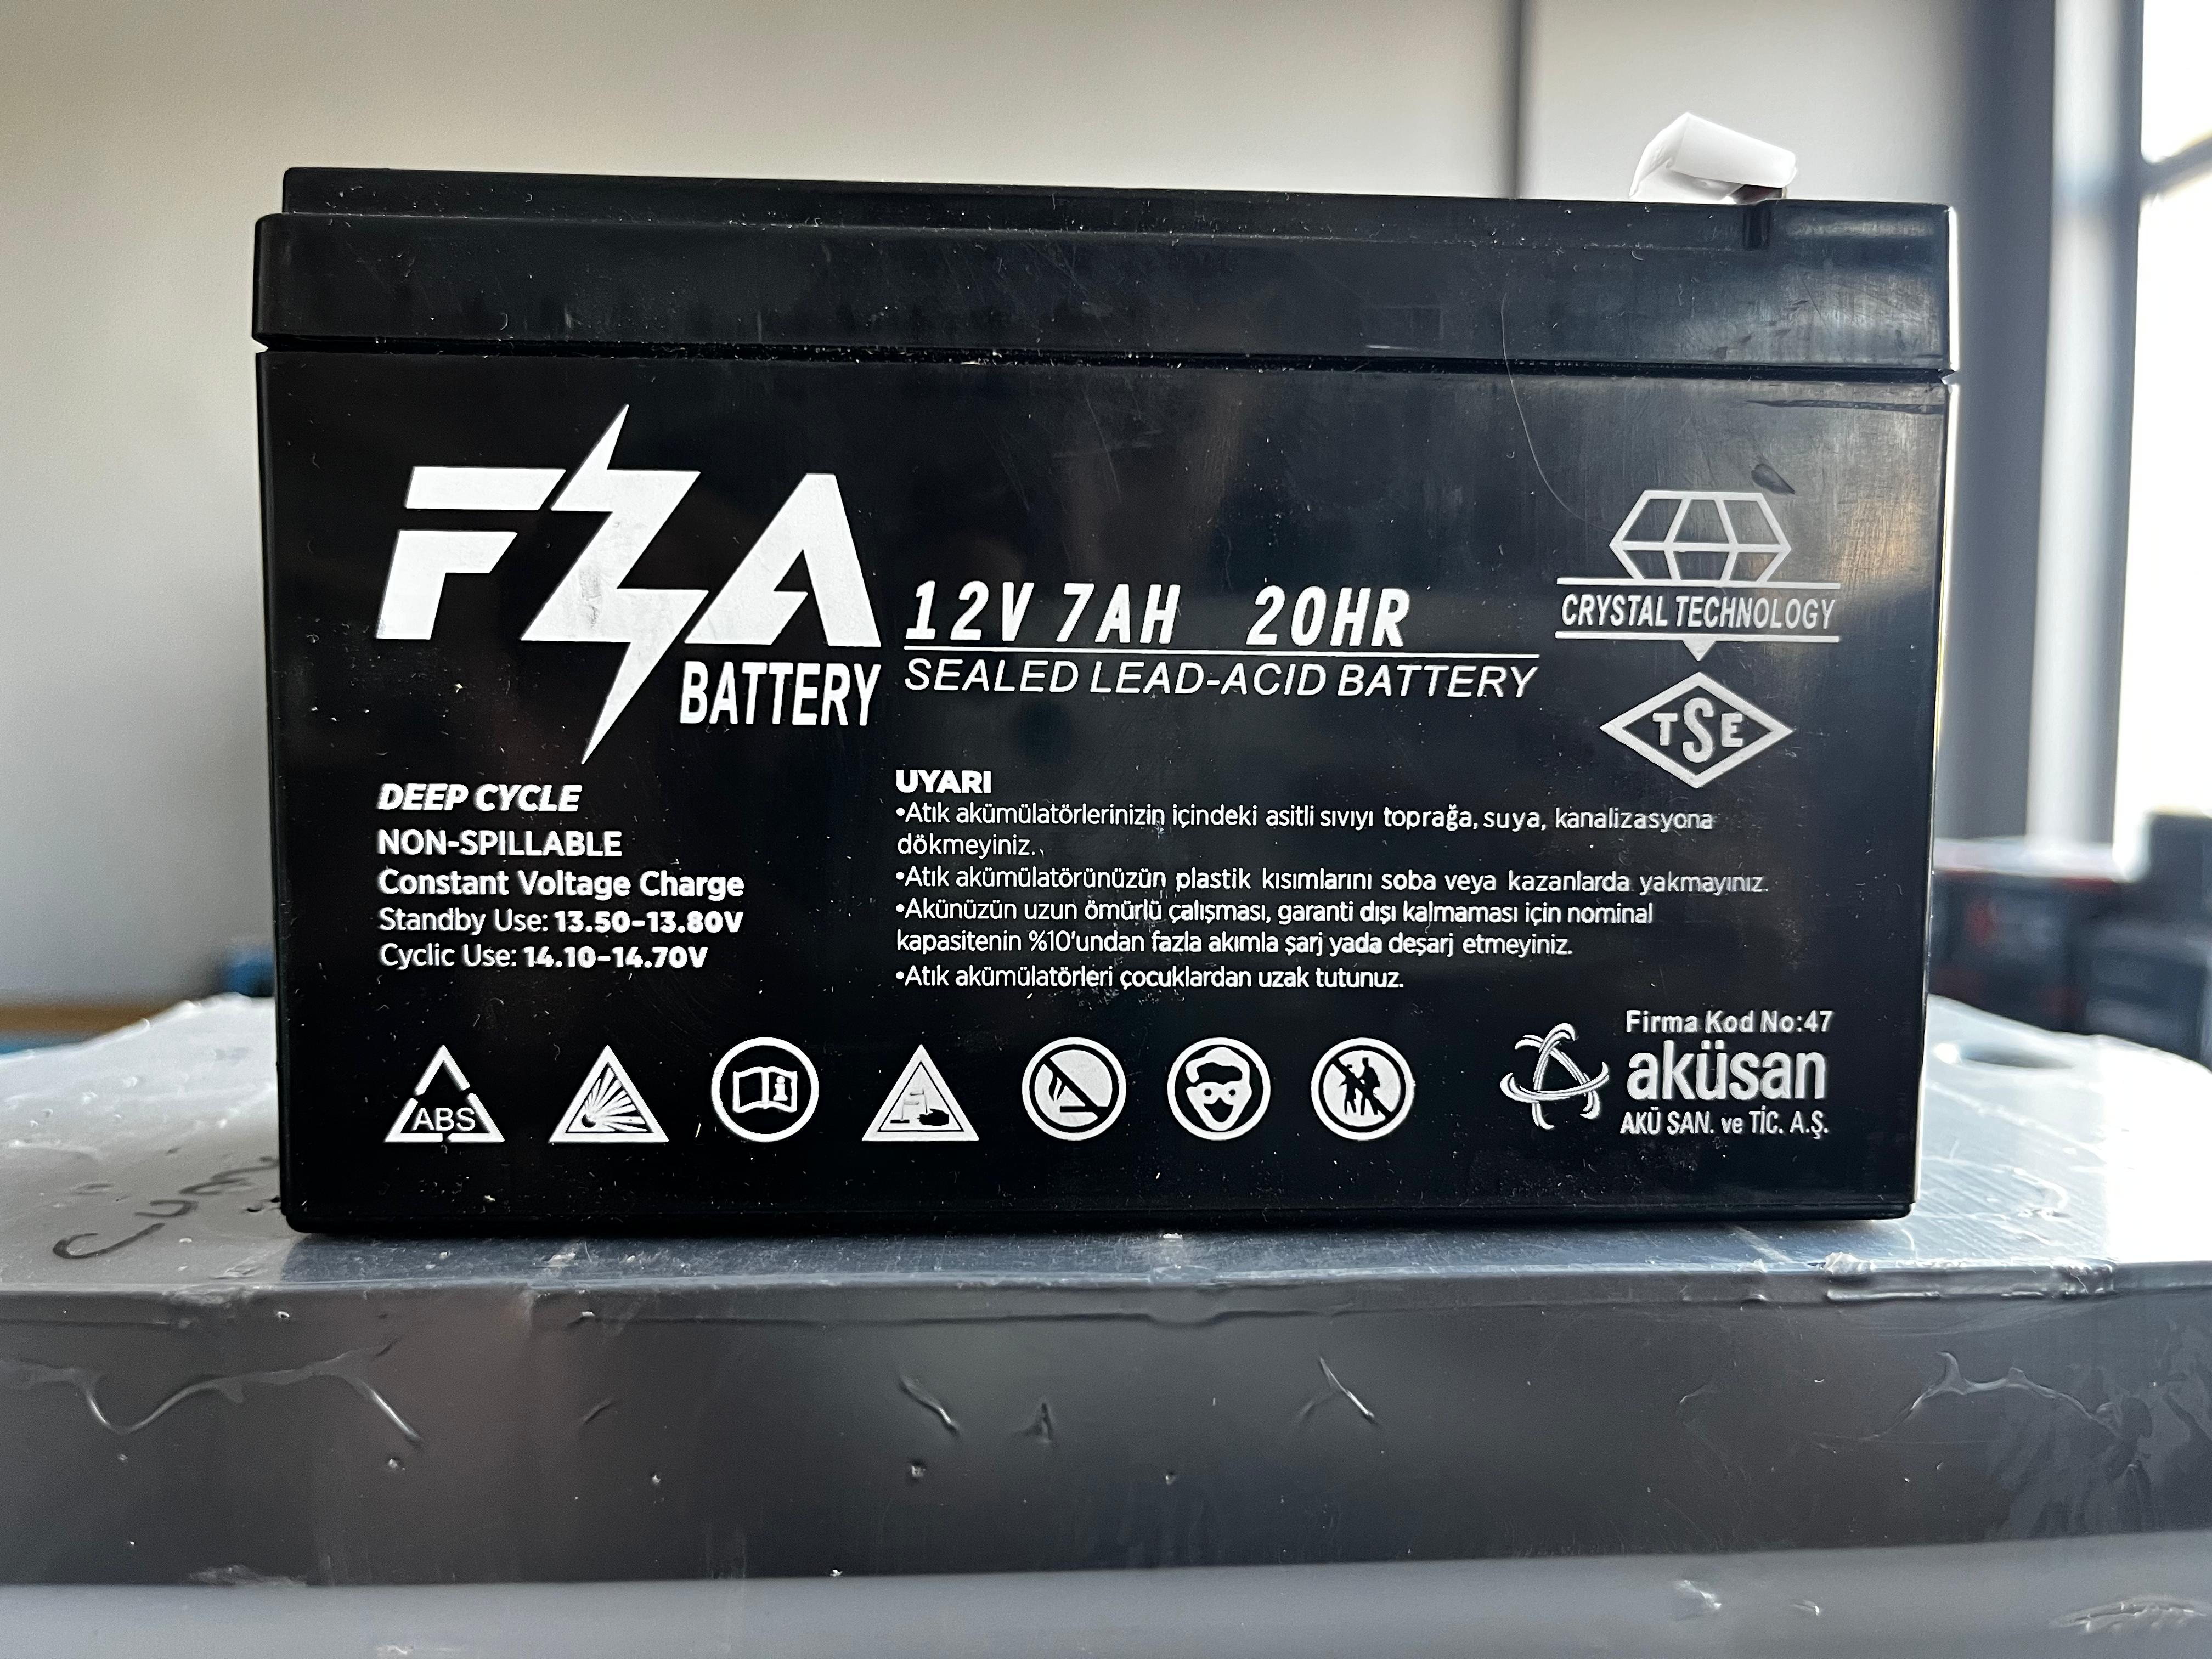 FZA
BATTERY
12V 7AH 20HR
SEALED LEAD-ACID BATTERY
CRYSTAL TECHNOLOGY
TSE
DEEP CYCLE
NON-SPILLABLE
Constant Voltage Charge
Standby Use: 13.50-13.80V
Cyclic Use: 14.10-14.70V
UYARI
•Atık akümülatörlerinizin içindeki asitli sıvıyı toprağa, suya, kanalizasyona
dökmeyiniz.
•Atık akümülatörünüzün plastik kısımlarını soba veya kazanlarda yakmayınız.
•Akünüzün uzun ömürlü çalışması, garanti dışı kalmaması için nominal
kapasitenin %10'undan fazla akımla şarj yada deşarj etmeyiniz.
•Atık akümülatörleri çocuklardan uzak tutunuz.
ABS
i
Firma Kod No:47
aküsan
AKÜ SAN. ve TİC. A.Ş.